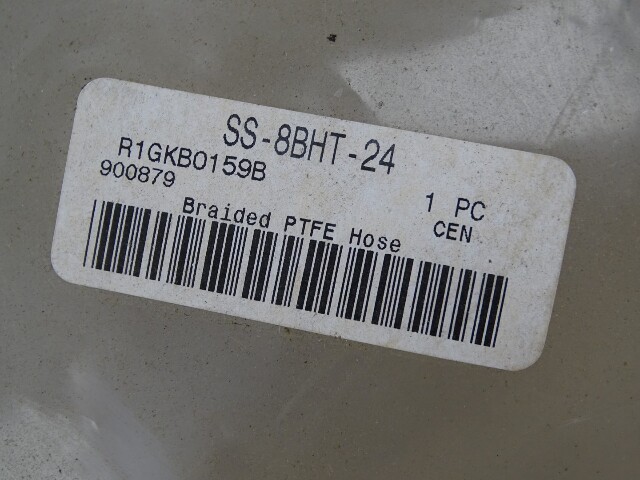 SS-8BHT-24
R1GKB0159B
900879
1 PC
CEN
Braided PTFE Hose